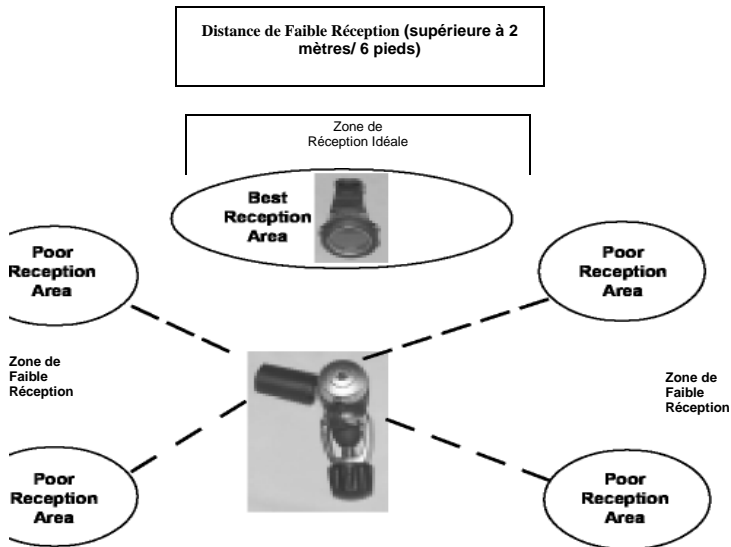 Distance de Faible Réception (supérieure à 2
mètres/ 6 pieds)
Zone de
Réception Idéale
Best
Reception
Area
Poor
Reception
Area
Poor
Reception
Area
Zone de
Faible
Réception
Zone de
Faible
Réception
Poor
Reception
Area
Poor
Reception
Area